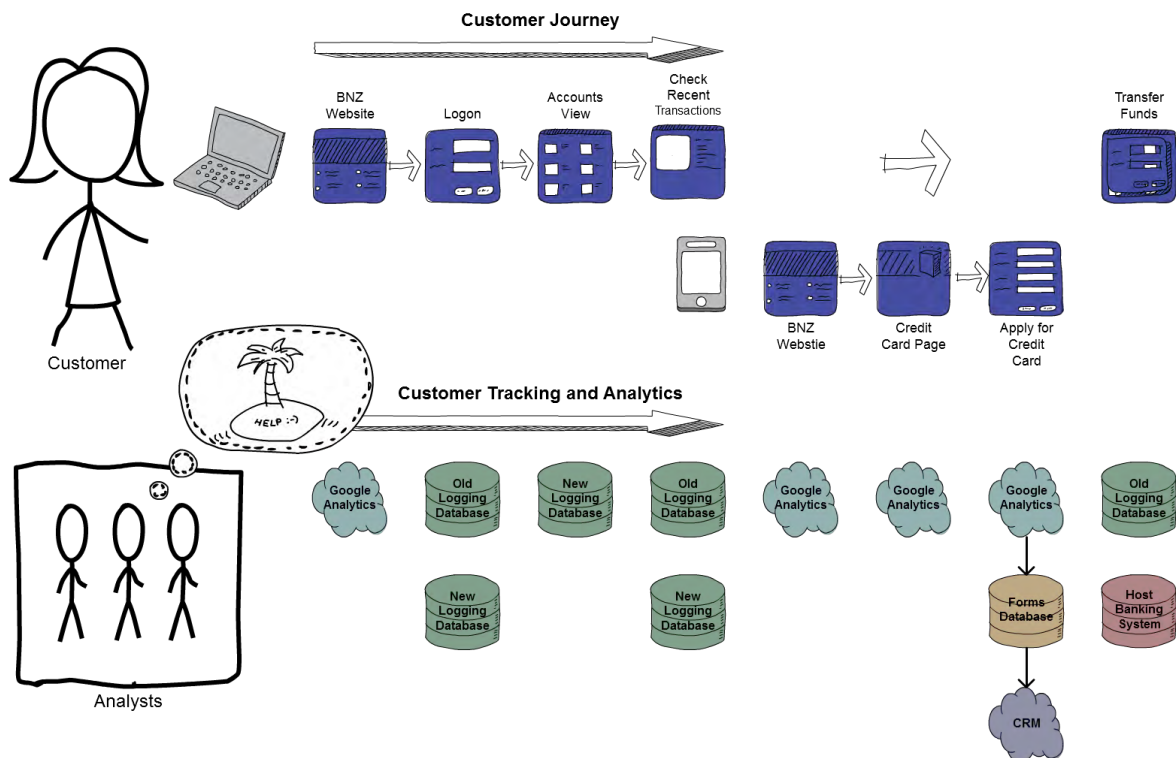 Customer Journey
BNZ
Website
Logon
Accounts
View
Check
Recent
Transactions
Transfer
Funds
BNZ
Webstie
Credit
Card Page
Apply for
Credit
Card
Customer
HELP :-)
Customer Tracking and Analytics
Google
Analytics
Old
Logging
Database
New
Logging
Database
Old
Logging
Database
Google
Analytics
Google
Analytics
Google
Analytics
Old
Logging
Database
New
Logging
Database
New
Logging
Database
Forms
Database
Host
Banking
System
Analysts
CRM